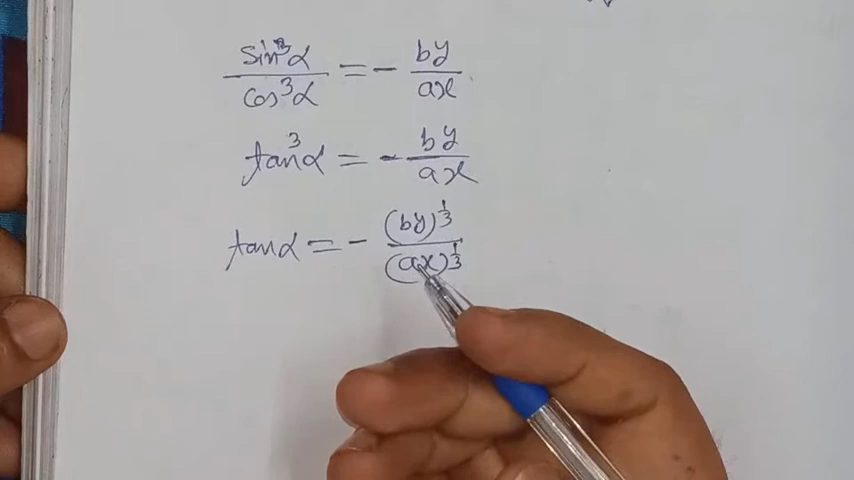 sin³α / cos³α = - by / ax
tan³α = - by / ax
tanα = - (by)^1/3 / (ax)^1/3